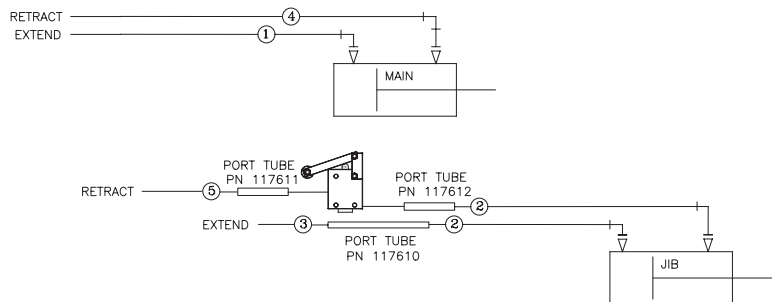 RETRACT
4
EXTEND
1
MAIN
PORT TUBE
PN 117611
PORT TUBE
PN 117612
RETRACT
5
2
EXTEND
3
2
PORT TUBE
PN 117610
JIB